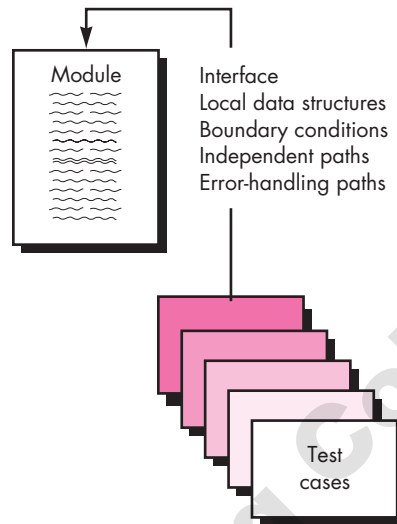 Module
Interface
Local data structures
Boundary conditions
Independent paths
Error-handling paths
Test
cases